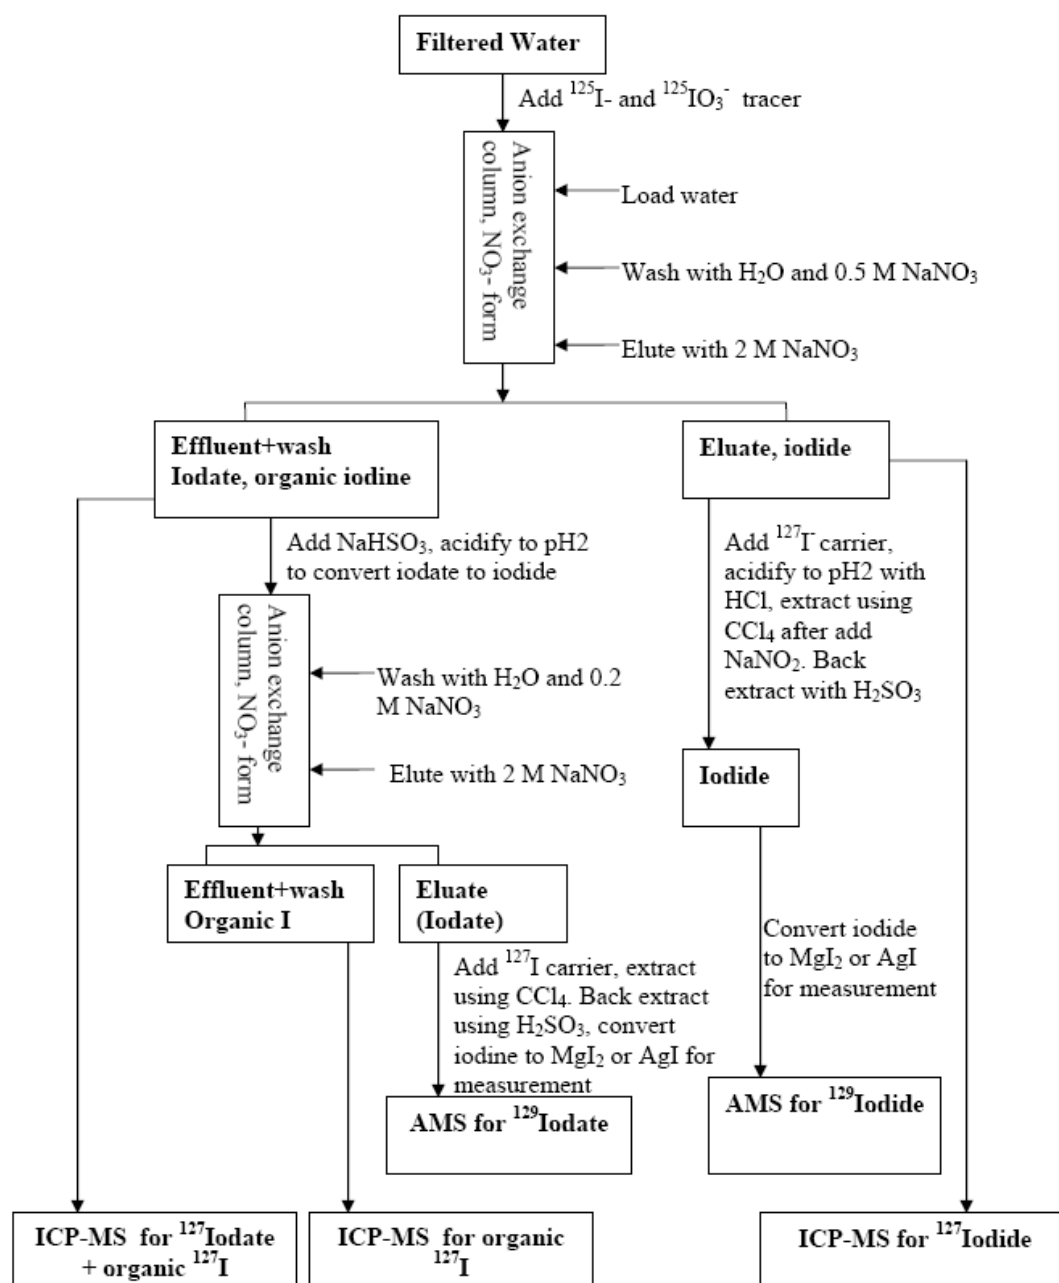 Filtered Water
Add ¹²⁵I- and ¹²⁵IO₃⁻ tracer
Anion exchange
column, NO₃- form
Load water
Wash with H₂O and 0.5 M NaNO₃
Elute with 2 M NaNO₃
Effluent+wash
Iodate, organic iodine
Eluate, iodide
Add NaHSO₃, acidify to pH2
to convert iodate to iodide
Add ¹²⁷I⁻ carrier,
acidify to pH2 with
HCl, extract using
CCl₄ after add
NaNO₂. Back
extract with H₂SO₃
Anion exchange
column, NO₃- form
Wash with H₂O and 0.2
M NaNO₃
Elute with 2 M NaNO₃
Iodide
Effluent+wash
Organic I
Eluate
(Iodate)
Convert iodide
to MgI₂ or AgI
for measurement
Add ¹²⁷I carrier, extract
using CCl₄. Back extract
using H₂SO₃, convert
iodine to MgI₂ or AgI for
measurement
AMS for ¹²⁹Iodate
AMS for ¹²⁹Iodide
ICP-MS for ¹²⁷Iodate
+ organic ¹²⁷I
ICP-MS for organic
¹²⁷I
ICP-MS for ¹²⁷Iodide